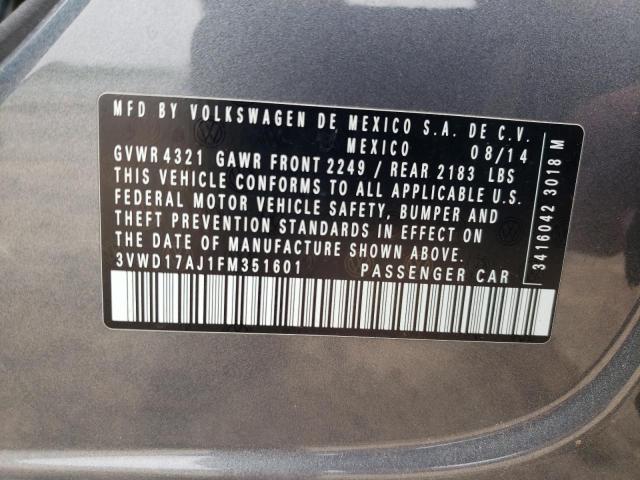 MFD BY VOLKSWAGEN DE MEXICO S.A. DE C.V.
MEXICO 08/14
GVWR 4321 GAWR FRONT 2249 / REAR 2183 LBS
THIS VEHICLE CONFORMS TO ALL APPLICABLE U.S.
FEDERAL MOTOR VEHICLE SAFETY, BUMPER AND
THEFT PREVENTION STANDARDS IN EFFECT ON
THE DATE OF MANUFACTURE SHOWN ABOVE.
3VWD17AJ1FM351601 PASSENGER CAR
3416042 3018 M